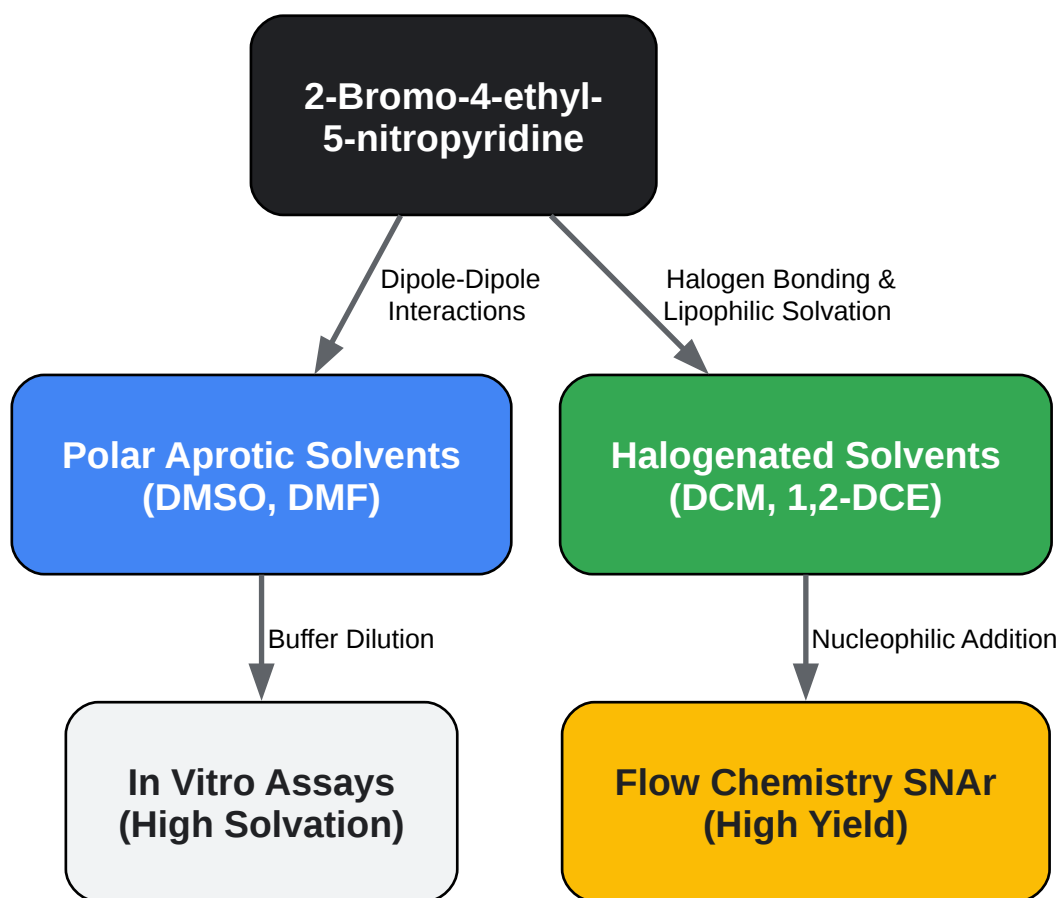 2-Bromo-4-ethyl-
5-nitropyridine
Dipole-Dipole
Interactions
Halogen Bonding &
Lipophilic Solvation
Polar Aprotic Solvents
(DMSO, DMF)
Halogenated Solvents
(DCM, 1,2-DCE)
Buffer Dilution
Nucleophilic Addition
In Vitro Assays
(High Solvation)
Flow Chemistry SNAr
(High Yield)